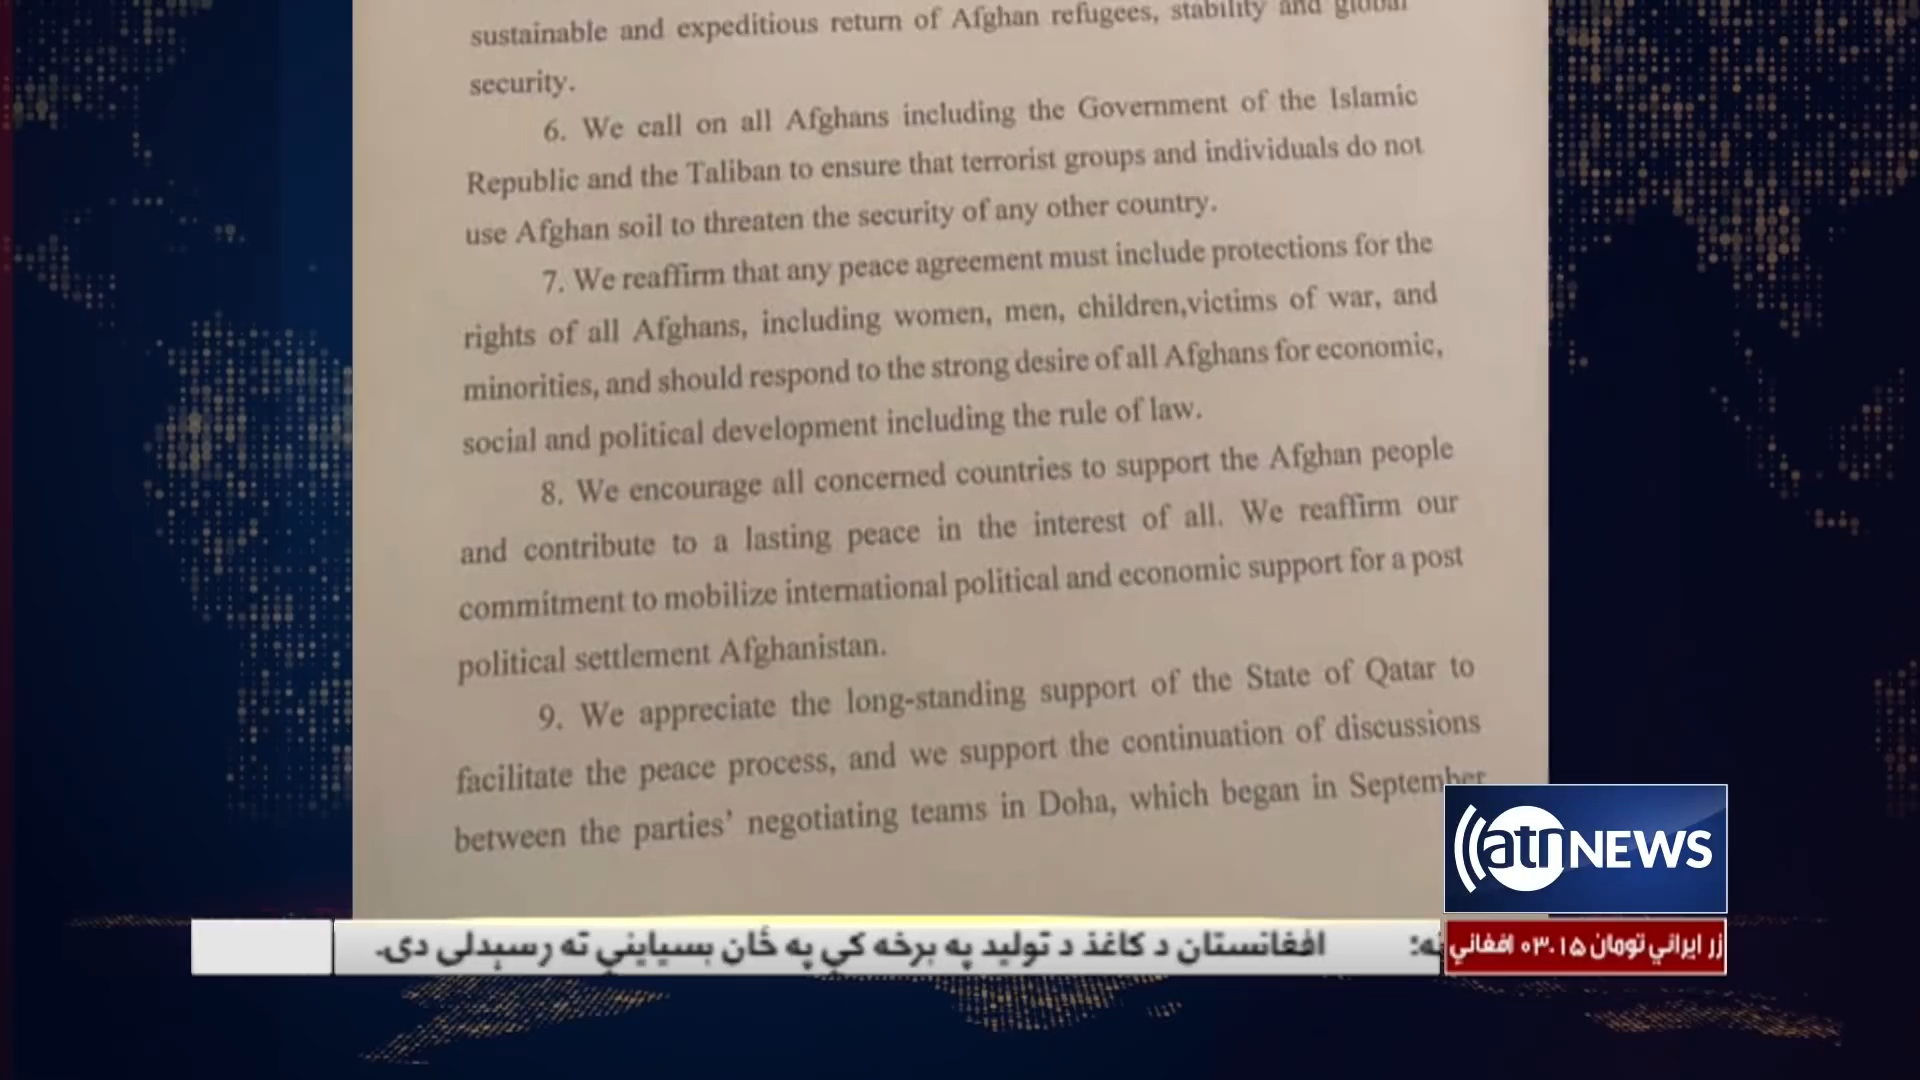 sustainable and expeditious return of Afghan refugees, stability and global
security.
6. We call on all Afghans including the Government of the Islamic
Republic and the Taliban to ensure that terrorist groups and individuals do not
use Afghan soil to threaten the security of any other country.
7. We reaffirm that any peace agreement must include protections for the
rights of all Afghans, including women, men, children,victims of war, and
minorities, and should respond to the strong desire of all Afghans for economic,
social and political development including the rule of law.
8. We encourage all concerned countries to support the Afghan people
and contribute to a lasting peace in the interest of all. We reaffirm our
commitment to mobilize international political and economic support for a post
political settlement Afghanistan.
9. We appreciate the long-standing support of the State of Qatar to
facilitate the peace process, and we support the continuation of discussions
between the parties’ negotiating teams in Doha, which began in September
atn NEWS
افغانستان د کاغذ د تولید په برخه کې په ځان بسیاینې ته رسېدلی دی.
زر ایراني تومان ۰۳.۱۵ افغانۍ